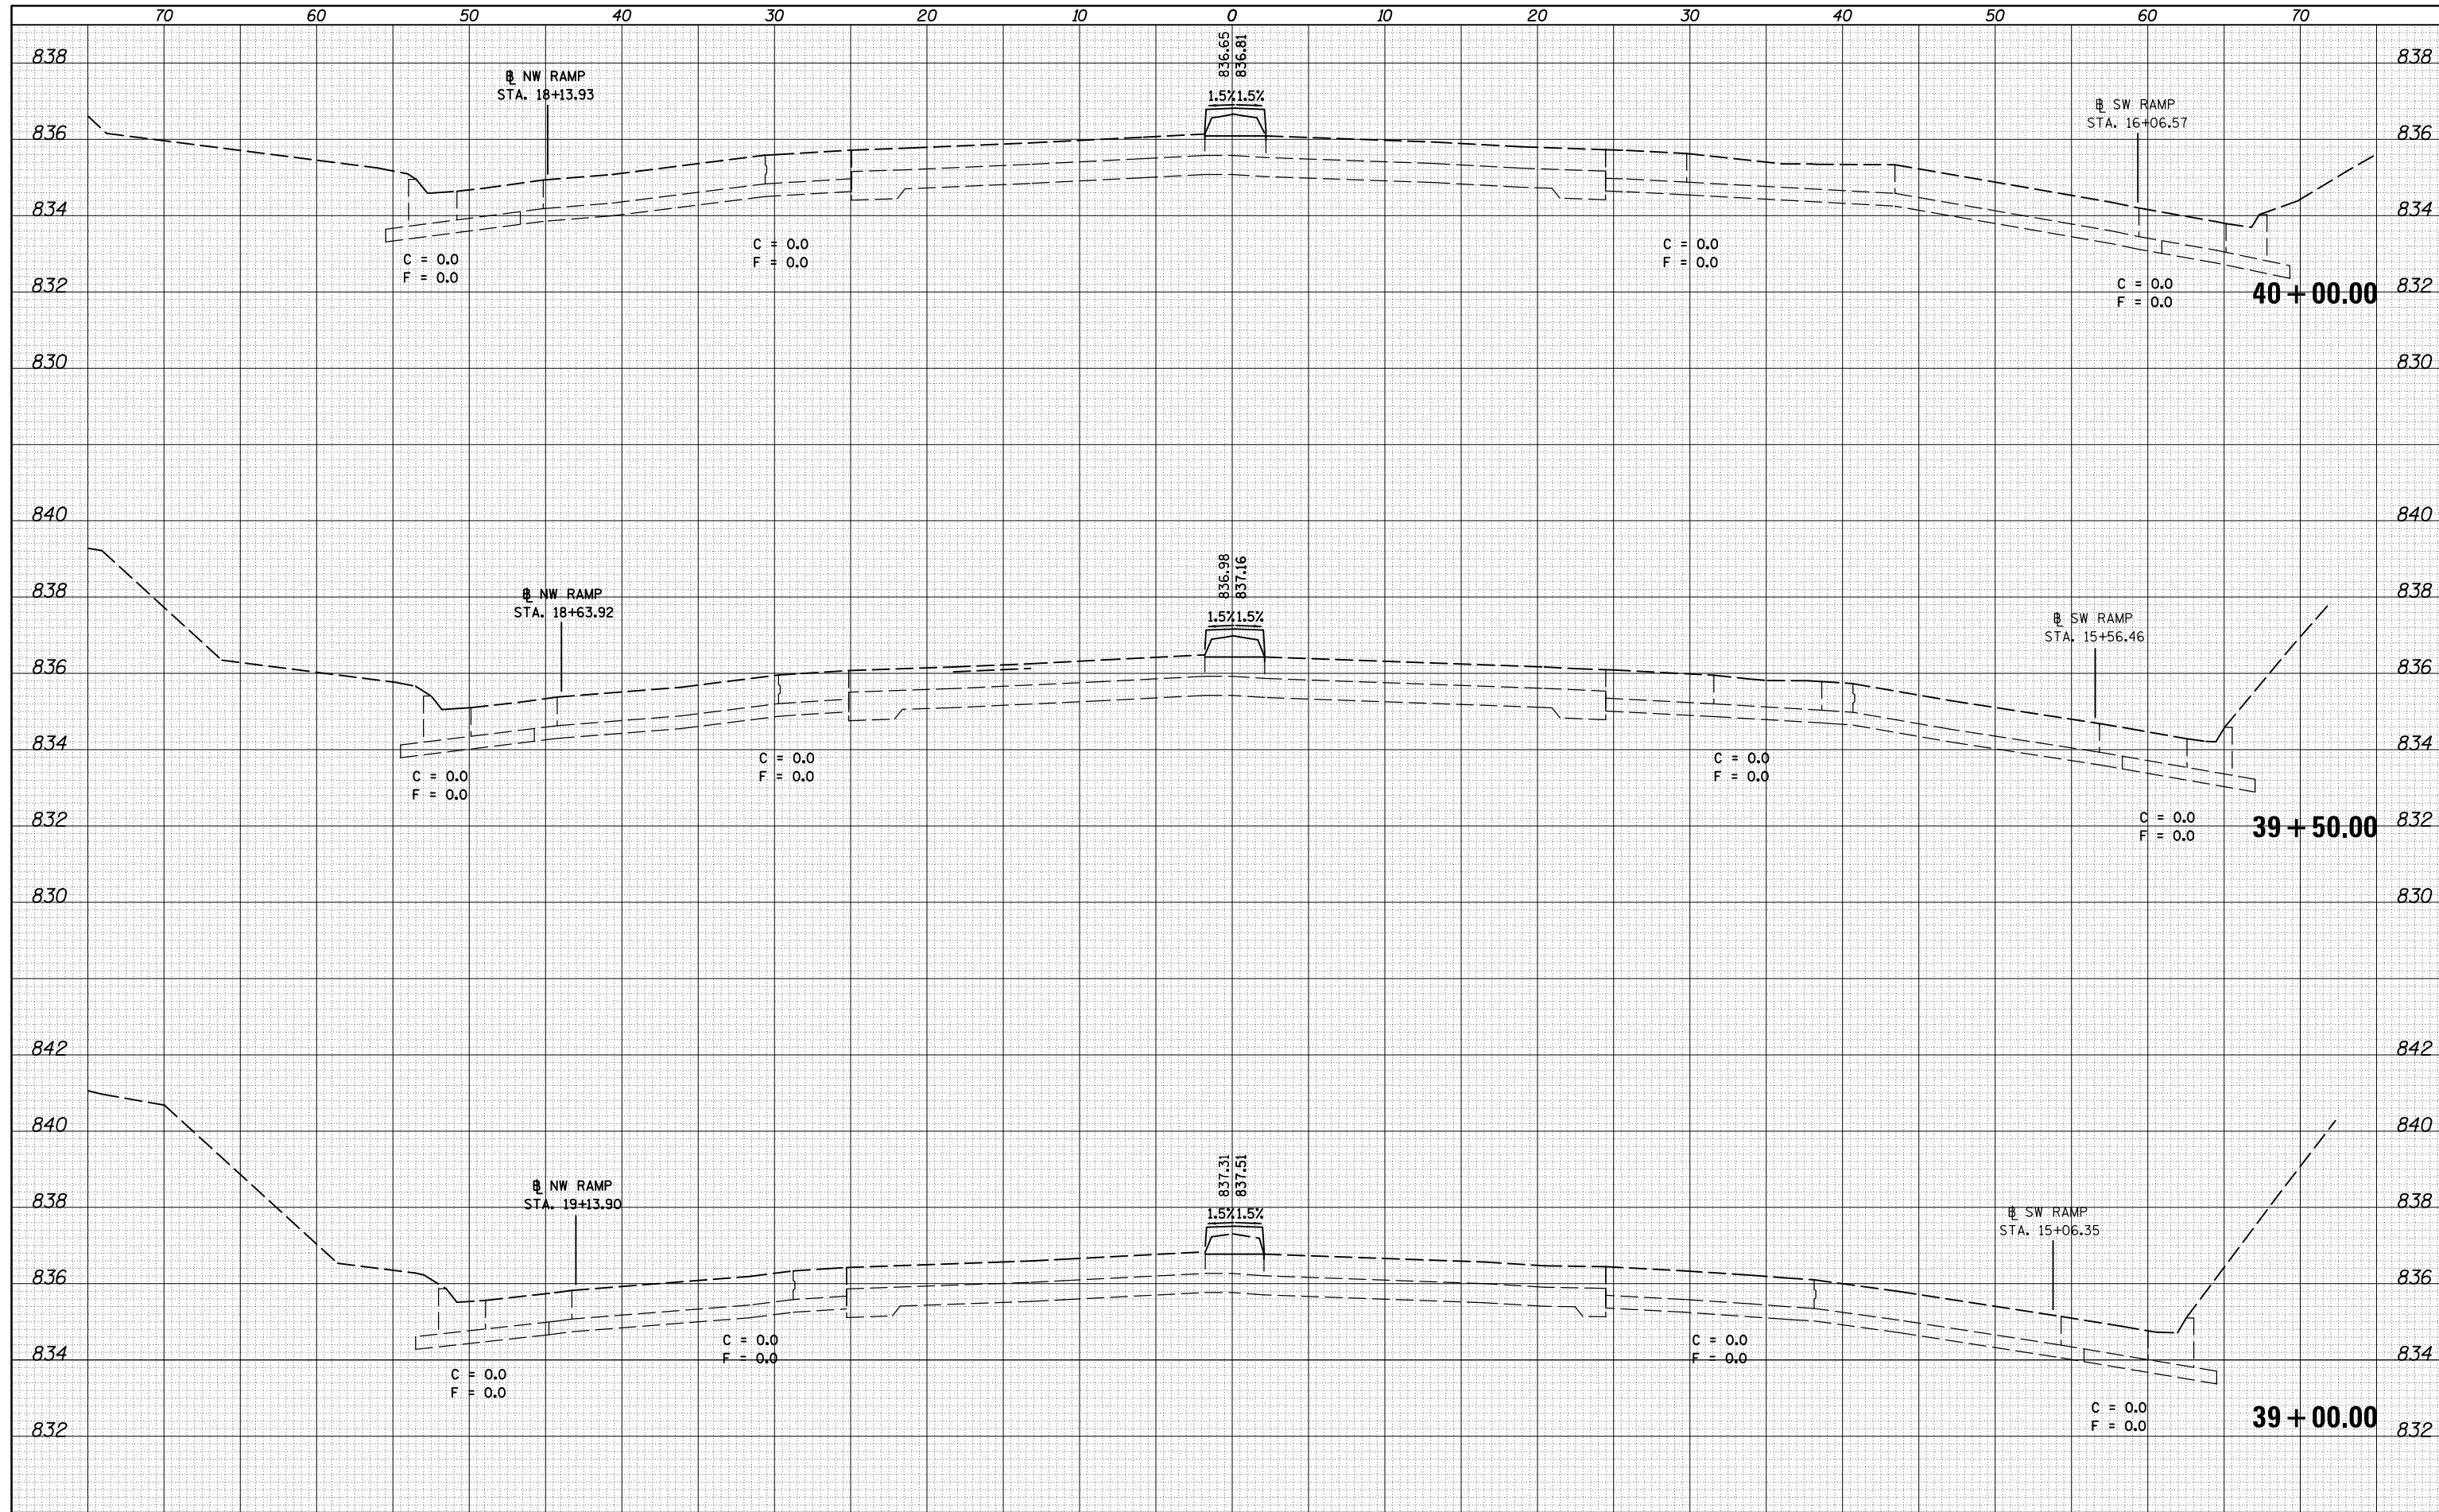 70 60 50 40 30 20 10 0 10 20 30 40 50 60 70
838 838
836.65
836.81
1.5% 1.5%
℄ NW RAMP
STA. 18+13.93
℄ SW RAMP
STA. 16+06.57
836 836
834 834
C = 0.0
F = 0.0
C = 0.0
F = 0.0
C = 0.0
F = 0.0
C = 0.0
F = 0.0
832 832
40+00.00
830 830
840 840
836.98
837.16
1.5% 1.5%
838 838
℄ NW RAMP
STA. 18+63.92
℄ SW RAMP
STA. 15+56.46
836 836
834 834
C = 0.0
F = 0.0
C = 0.0
F = 0.0
C = 0.0
F = 0.0
C = 0.0
F = 0.0
832 832
39+50.00
830 830
842 842
840 840
837.31
837.51
1.5% 1.5%
℄ NW RAMP
STA. 19+13.90
838 838
℄ SW RAMP
STA. 15+06.35
836 836
834 834
C = 0.0
F = 0.0
C = 0.0
F = 0.0
C = 0.0
F = 0.0
C = 0.0
F = 0.0
832 832
39+00.00